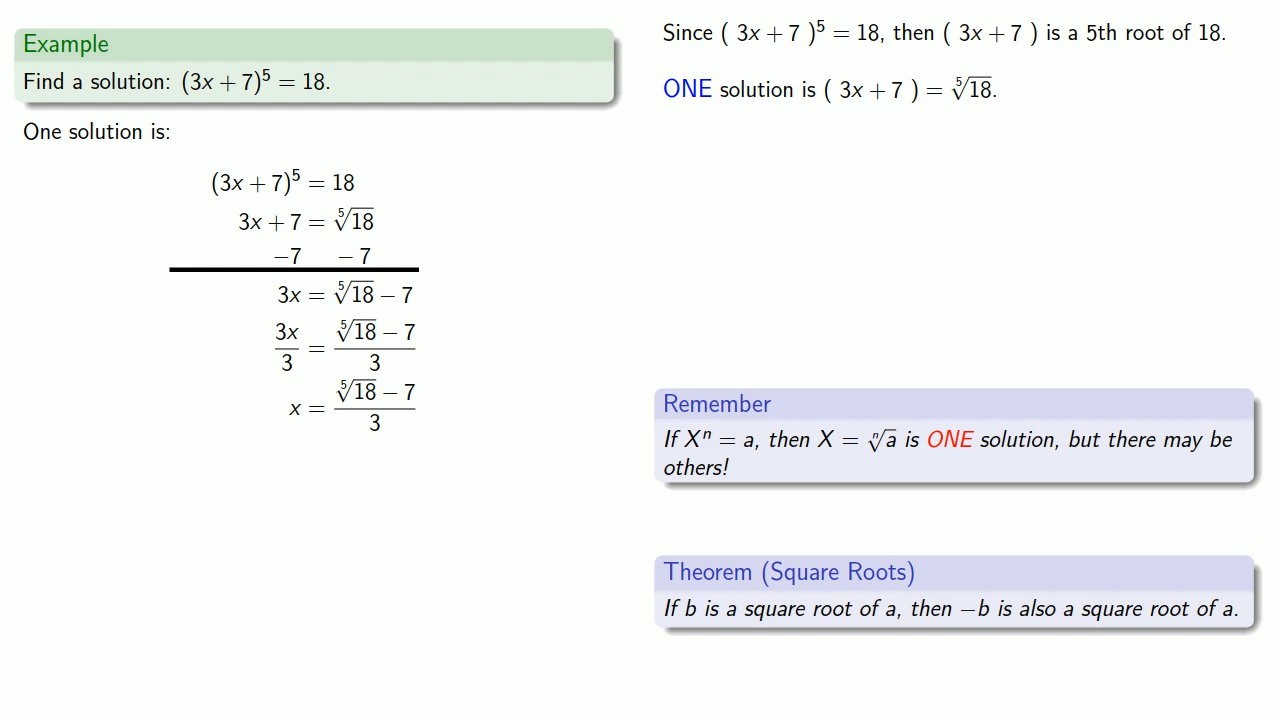 Example
Find a solution: (3x + 7)⁵ = 18.
One solution is:
(3x + 7)⁵ = 18
3x + 7 = ⁵√18
−7 − 7
3x = ⁵√18 − 7
3x/3 = (⁵√18 − 7)/3
x = (⁵√18 − 7)/3
Since ( 3x + 7 )⁵ = 18, then ( 3x + 7 ) is a 5th root of 18.
ONE solution is ( 3x + 7 ) = ⁵√18.
Remember
If Xⁿ = a, then X = ⁿ√a is ONE solution, but there may be
others!
Theorem (Square Roots)
If b is a square root of a, then −b is also a square root of a.